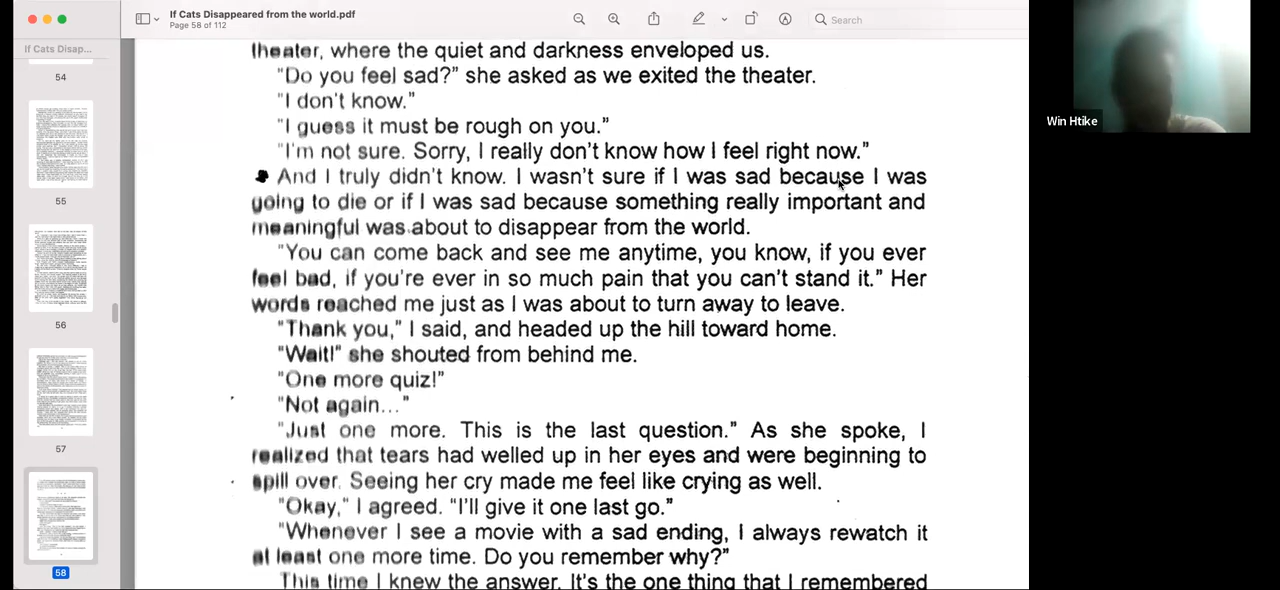 If Cats Disappeared from the world.pdf
Page 58 of 112
Search
If Cats Disap...
54
55
56
57
58
theater, where the quiet and darkness enveloped us.
"Do you feel sad?" she asked as we exited the theater.
"I don't know."
"I guess it must be rough on you."
"I'm not sure. Sorry, I really don't know how I feel right now."
And I truly didn't know. I wasn't sure if I was sad because I was
going to die or if I was sad because something really important and
meaningful was about to disappear from the world.
"You can come back and see me anytime, you know, if you ever
feel bad, if you're ever in so much pain that you can't stand it." Her
words reached me just as I was about to turn away to leave.
"Thank you," I said, and headed up the hill toward home.
"Wait!" she shouted from behind me.
"One more quiz!"
"Not again..."
"Just one more. This is the last question." As she spoke, I
realized that tears had welled up in her eyes and were beginning to
spill over. Seeing her cry made me feel like crying as well.
"Okay," I agreed. "I'll give it one last go."
"Whenever I see a movie with a sad ending, I always rewatch it
at least one more time. Do you remember why?"
This time I knew the answer. It's the one thing that I remembered
Win Htike